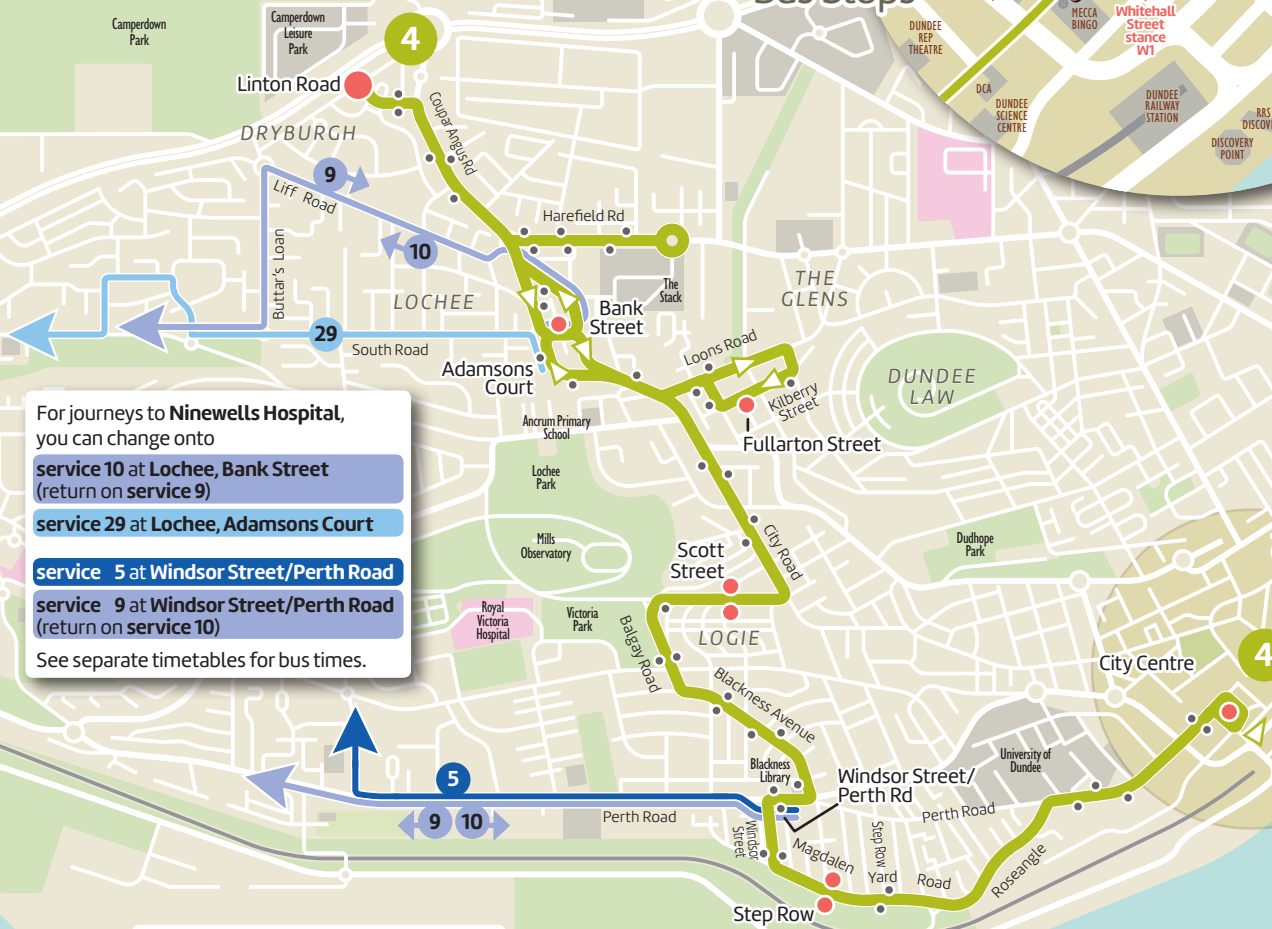 Camperdown
Park
Camperdown
Leisure
Park
4
Linton Road
DRYBURGH
Coupar Angus Rd
9
Liff Road
10
Harefield Rd
Buttar's Loan
LOCHEE
The
Stack
Bank
Street
THE
GLENS
29
South Road
Adamsons
Court
Loons Road
Kilberry
Street
DUNDEE
LAW
Ancrum Primary
School
Fullarton Street
Lochee
Park
Mills
Observatory
City Road
Dudhope
Park
Scott
Street
Royal
Victoria
Hospital
Victoria
Park
Balgay Road
LOGIE
Blackness Avenue
City Centre
4
Blackness
Library
Windsor Street/
Perth Rd
University of
Dundee
5
9
10
Perth Road
Perth Road
Windsor
Street
Magdalen
Yard
Road
Step Row
Roseangle
Step Row
For journeys to Ninewells Hospital,
you can change onto
service 10 at Lochee, Bank Street
(return on service 9)
service 29 at Lochee, Adamsons Court
service 5 at Windsor Street/Perth Road
service 9 at Windsor Street/Perth Road
(return on service 10)
See separate timetables for bus times.
Bus Stops
DUNDEE
REP
THEATRE
MECCA
BINGO
Whitehall
Street
stance
W1
DCA
DUNDEE
SCIENCE
CENTRE
DUNDEE
RAILWAY
STATION
RRS
DISCOVERY
POINT